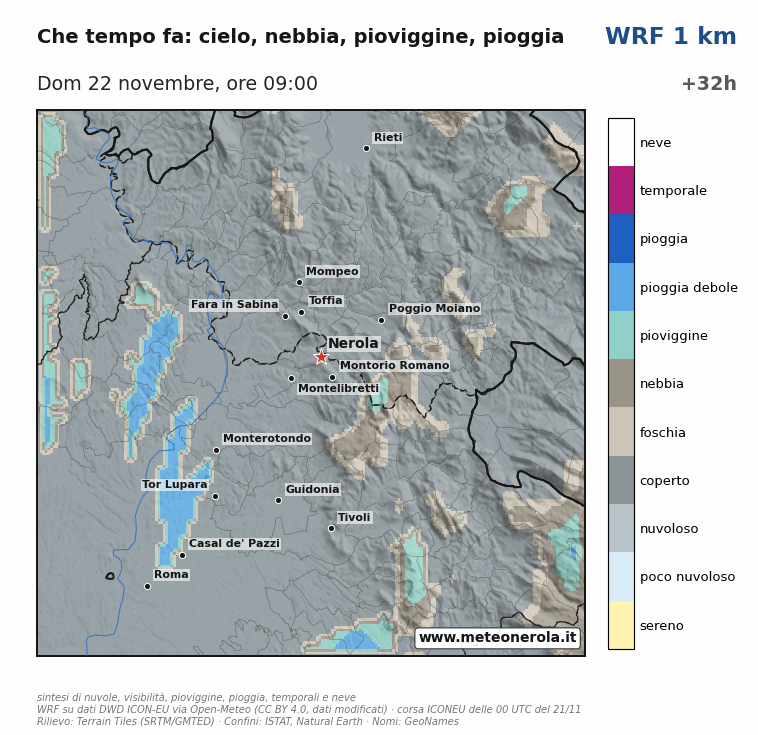 Che tempo fa: cielo, nebbia, pioviggine, pioggia
WRF 1 km
Dom 22 novembre, ore 09:00
+32h
Rieti
Mompeo
Fara in Sabina
Toffia
Poggio Moiano
Nerola
Montorio Romano
Montelibretti
Monterotondo
Tor Lupara
Guidonia
Tivoli
Casal de' Pazzi
Roma
www.meteonerola.it
neve
temporale
pioggia
pioggia debole
pioviggine
nebbia
foschia
coperto
nuvoloso
poco nuvoloso
sereno
sintesi di nuvole, visibilità, pioviggine, pioggia, temporali e neve
WRF su dati DWD ICON-EU via Open-Meteo (CC BY 4.0, dati modificati) · corsa ICONEU delle 00 UTC del 21/11
Rilievo: Terrain Tiles (SRTM/GMTED) · Confini: ISTAT, Natural Earth · Nomi: GeoNames